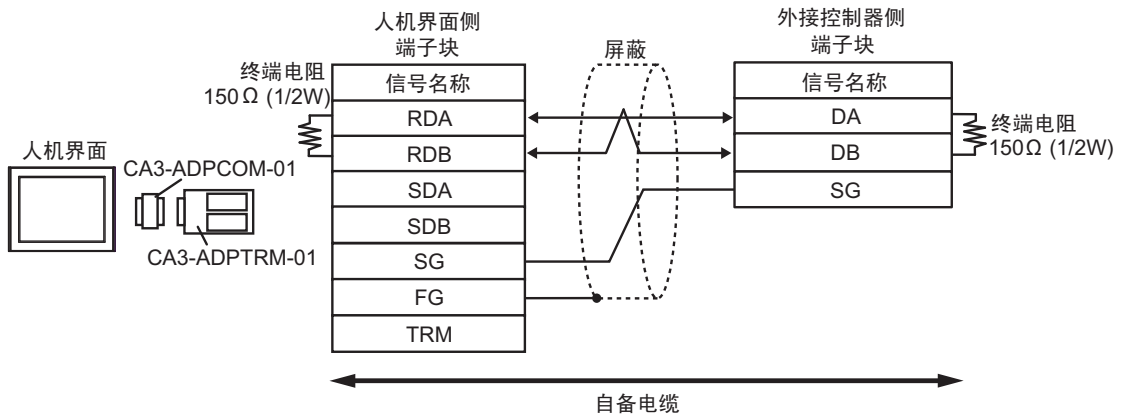 人机界面侧
端子块
外接控制器侧
端子块
屏蔽
终端电阻
150Ω (1/2W)
信号名称
RDA
RDB
SDA
SDB
SG
FG
TRM
信号名称
DA
DB
SG
终端电阻
150Ω (1/2W)
人机界面
CA3-ADPCOM-01
CA3-ADPTRM-01
自备电缆